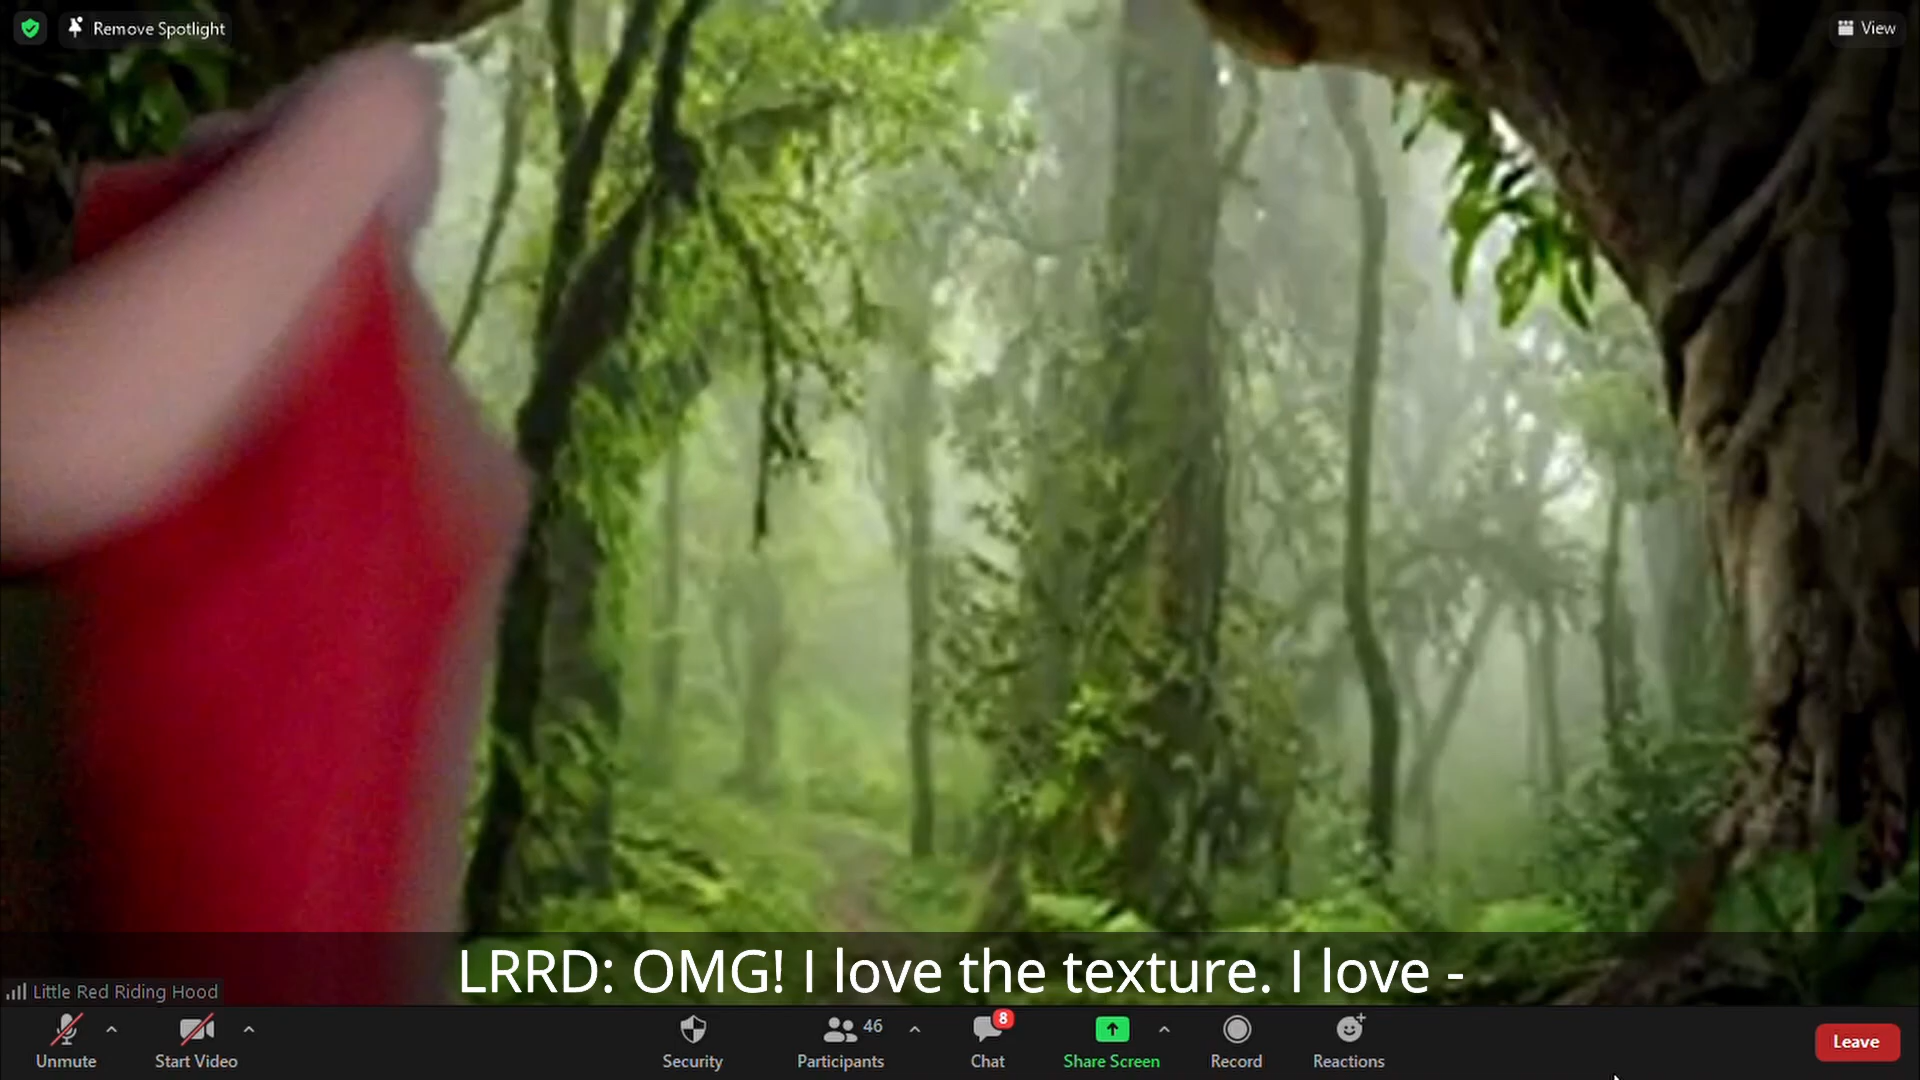 Remove Spotlight
View
LRRD: OMG! I love the texture. I love -
Little Red Riding Hood
Unmute
Start Video
Security
46
Participants
8
Chat
Share Screen
Record
Reactions
Leave